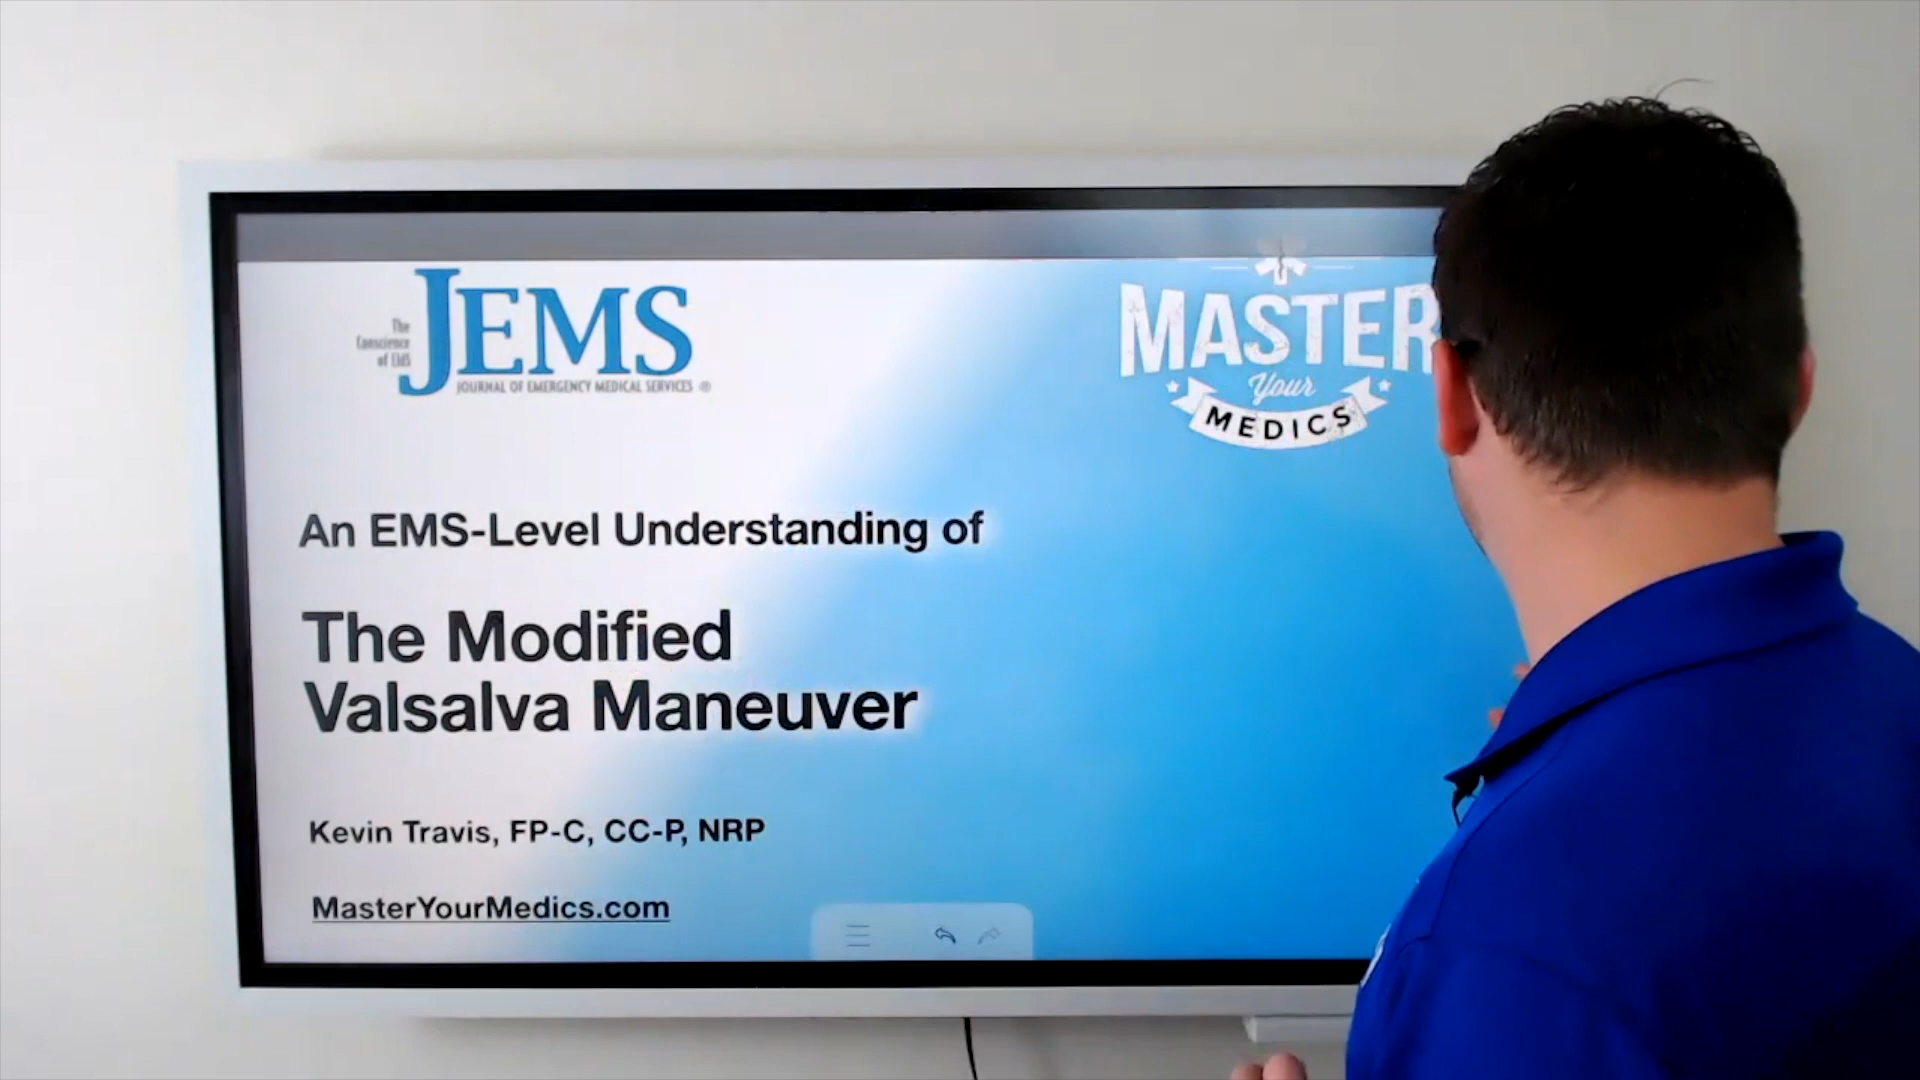 The
Conscience
of EMS
JEMS
JOURNAL OF EMERGENCY MEDICAL SERVICES ®
MASTER
Your
MEDICS
An EMS-Level Understanding of
The Modified
Valsalva Maneuver
Kevin Travis, FP-C, CC-P, NRP
MasterYourMedics.com